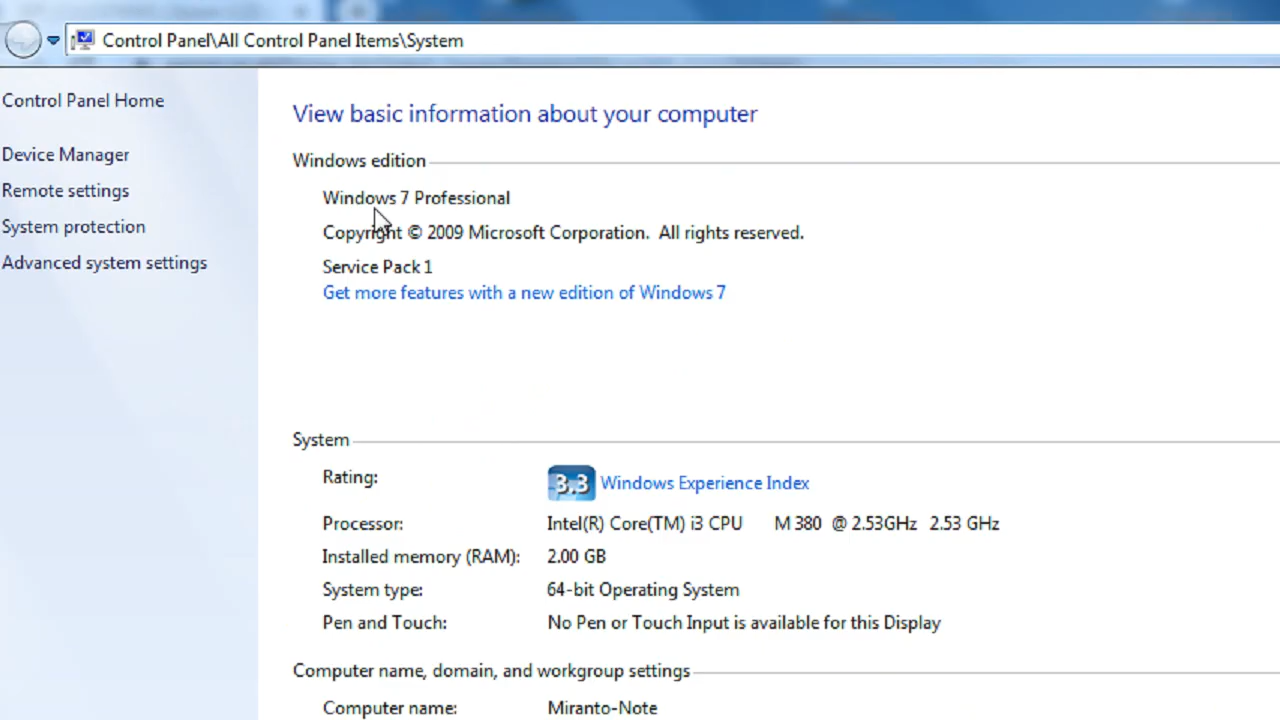 Control Panel\All Control Panel Items\System
Control Panel Home
Device Manager
Remote settings
System protection
Advanced system settings
View basic information about your computer
Windows edition
Windows 7 Professional
Copyright © 2009 Microsoft Corporation.  All rights reserved.
Service Pack 1
Get more features with a new edition of Windows 7
System
Rating: 3.3 Windows Experience Index
Processor: Intel(R) Core(TM) i3 CPU M 380 @ 2.53GHz 2.53 GHz
Installed memory (RAM): 2.00 GB
System type: 64-bit Operating System
Pen and Touch: No Pen or Touch Input is available for this Display
Computer name, domain, and workgroup settings
Computer name: Miranto-Note